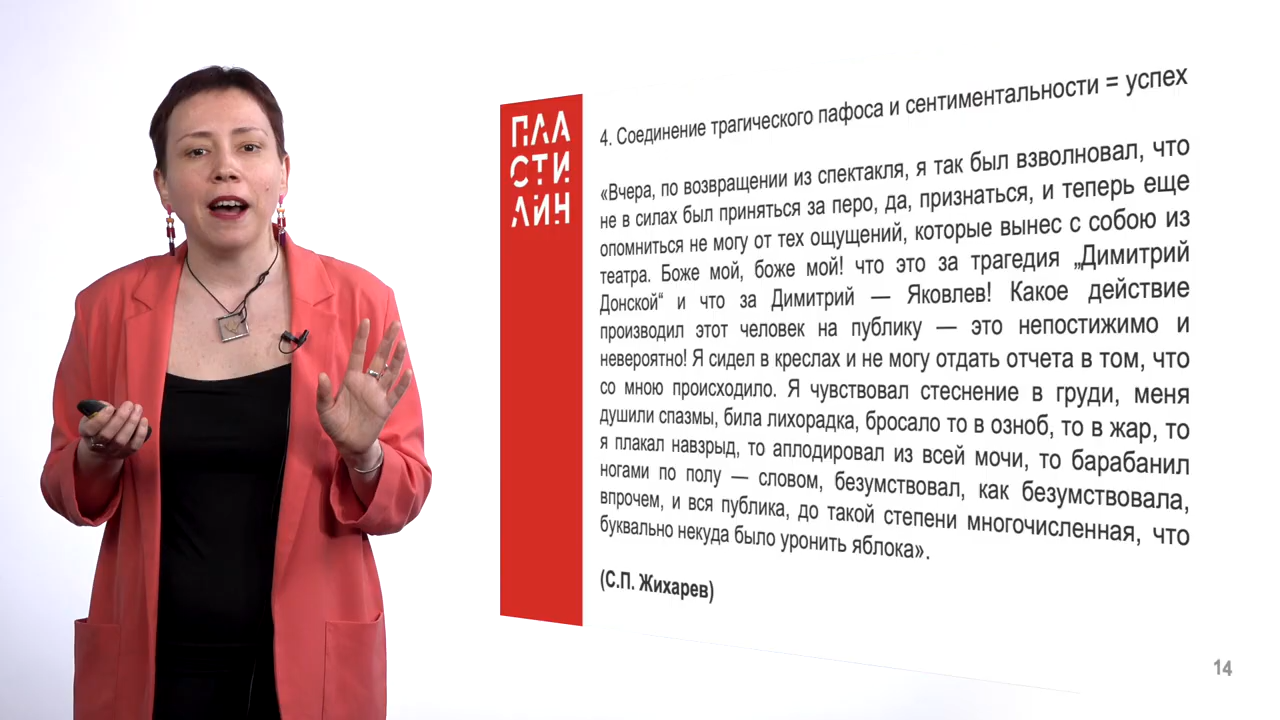 ПЛА
СТИ
ЛИН
4. Соединение трагического пафоса и сентиментальности = успех
«Вчера, по возвращении из спектакля, я так был взволновал, что
не в силах был приняться за перо, да, признаться, и теперь еще
опомниться не могу от тех ощущений, которые вынес с собою из
театра. Боже мой, боже мой! что это за трагедия „Димитрий
Донской“ и что за Димитрий — Яковлев! Какое действие
производил этот человек на публику — это непостижимо и
невероятно! Я сидел в креслах и не могу отдать отчета в том, что
со мною происходило. Я чувствовал стеснение в груди, меня
душили спазмы, била лихорадка, бросало то в озноб, то в жар, то
я плакал навзрыд, то аплодировал из всей мочи, то барабанил
ногами по полу — словом, безумствовал, как безумствовала,
впрочем, и вся публика, до такой степени многочисленная, что
буквально некуда было уронить яблока».
(С.П. Жихарев)
14